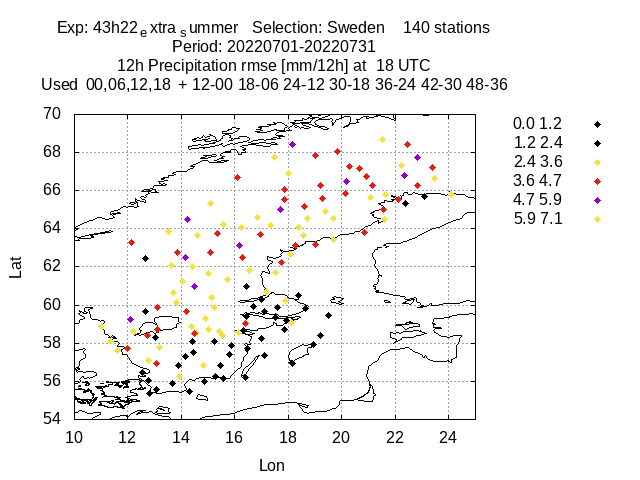 Exp: 43h22 e xtra s ummer Selection: Sweden 140 stations
Period: 20220701-20220731
12h Precipitation rmse [mm/12h] at 18 UTC
Used 00,06,12,18 + 12-00 18-06 24-12 30-18 36-24 42-30 48-36
70
68
66
64
62
60
58
56
54
Lat
10 12 14 16 18 20 22 24
Lon
0.0 1.2
1.2 2.4
2.4 3.6
3.6 4.7
4.7 5.9
5.9 7.1